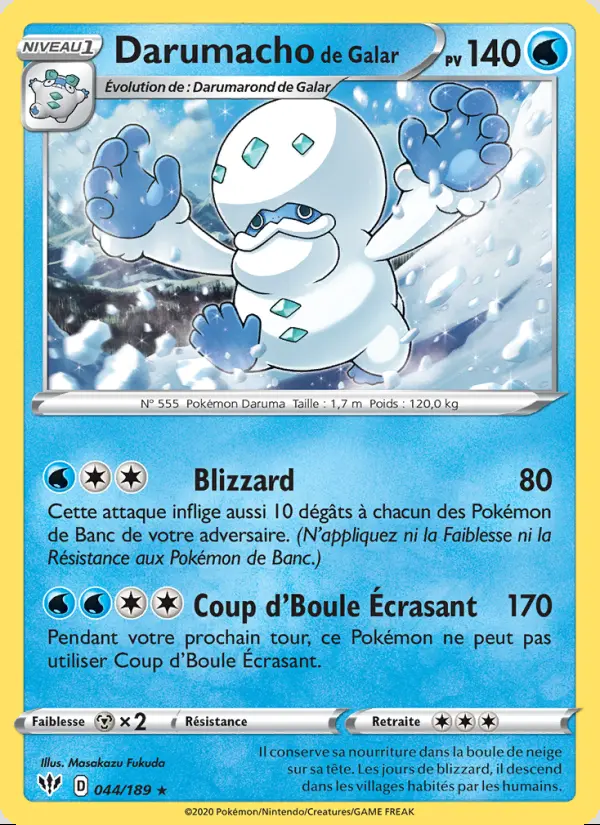 NIVEAU 1
Darumacho de Galar
PV 140
Évolution de : Darumarond de Galar
N° 555 Pokémon Daruma Taille : 1,7 m Poids : 120,0 kg
Blizzard 80
Cette attaque inflige aussi 10 dégâts à chacun des Pokémon
de Banc de votre adversaire. (N'appliquez ni la Faiblesse ni la
Résistance aux Pokémon de Banc.)
Coup d'Boule Écrasant 170
Pendant votre prochain tour, ce Pokémon ne peut pas
utiliser Coup d'Boule Écrasant.
Faiblesse ×2 Résistance Retraite
Illus. Masakazu Fukuda
Il conserve sa nourriture dans la boule de neige
sur sa tête. Les jours de blizzard, il descend
dans les villages habités par les humains.
D 044/189 ★
©2020 Pokémon/Nintendo/Creatures/GAME FREAK